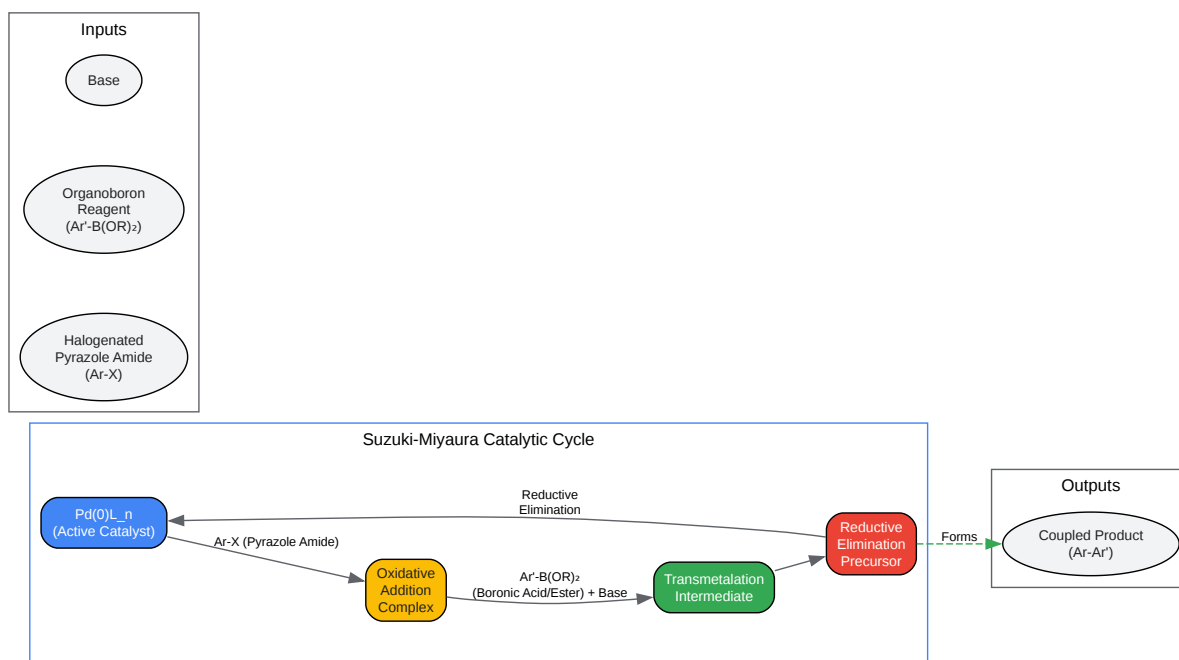 Inputs
Base
Organoboron
Reagent
(Ar'-B(OR)₂)
Halogenated
Pyrazole Amide
(Ar-X)
Suzuki-Miyaura Catalytic Cycle
Pd(0)L_n
(Active Catalyst)
Ar-X (Pyrazole Amide)
Oxidative
Addition
Complex
Ar'-B(OR)₂
(Boronic Acid/Ester) + Base
Transmetalation
Intermediate
Reductive
Elimination
Reductive
Elimination
Precursor
Forms
Outputs
Coupled Product
(Ar-Ar')